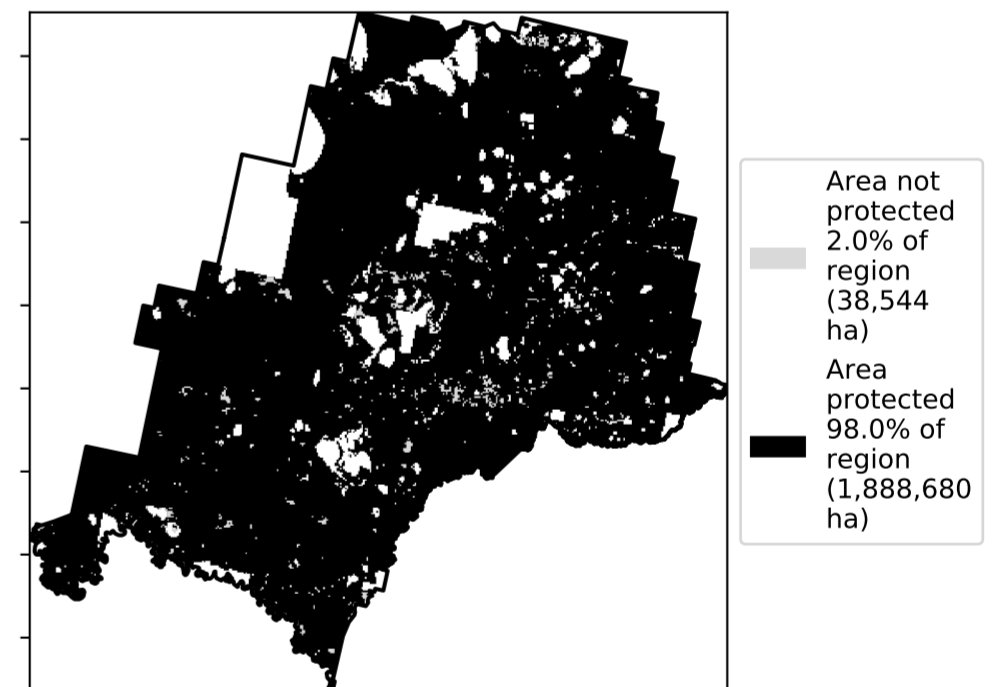 Area not
protected
2.0% of
region
(38,544
ha)
Area
protected
98.0% of
region
(1,888,680
ha)